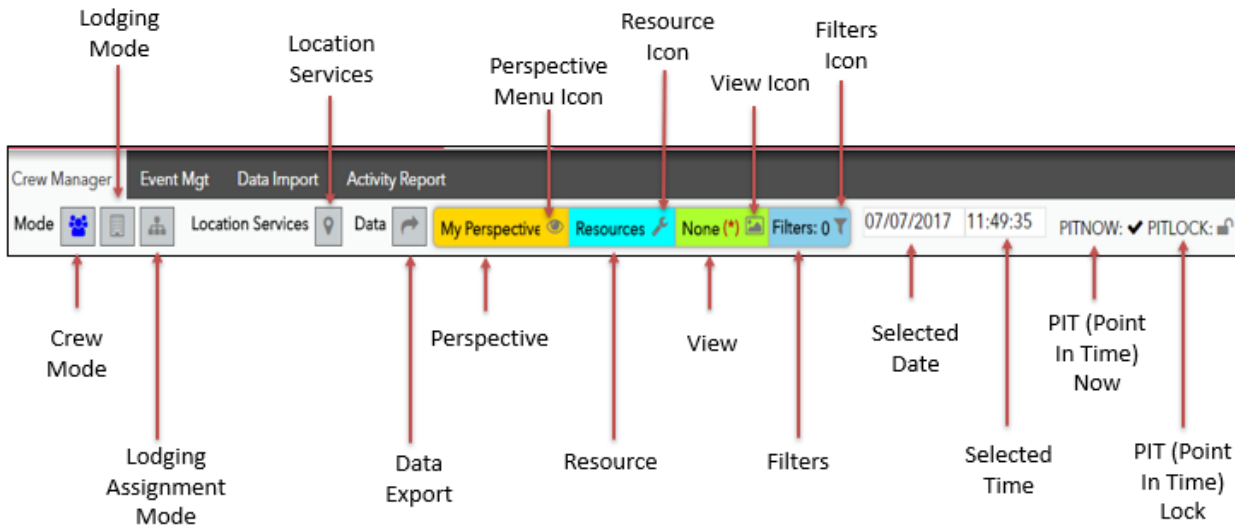 Lodging
Mode
Location
Services
Perspective
Menu Icon
Resource
Icon
View Icon
Filters
Icon
Crew Manager Event Mgt Data Import Activity Report
Mode Location Services Data My Perspective Resources None (*) Filters: 0 07/07/2017 11:49:35 PITNOW: PITLOCK:
Crew
Mode
Perspective
View
Selected
Date
PIT (Point
In Time)
Now
Lodging
Assignment
Mode
Data
Export
Resource
Filters
Selected
Time
PIT (Point
In Time)
Lock